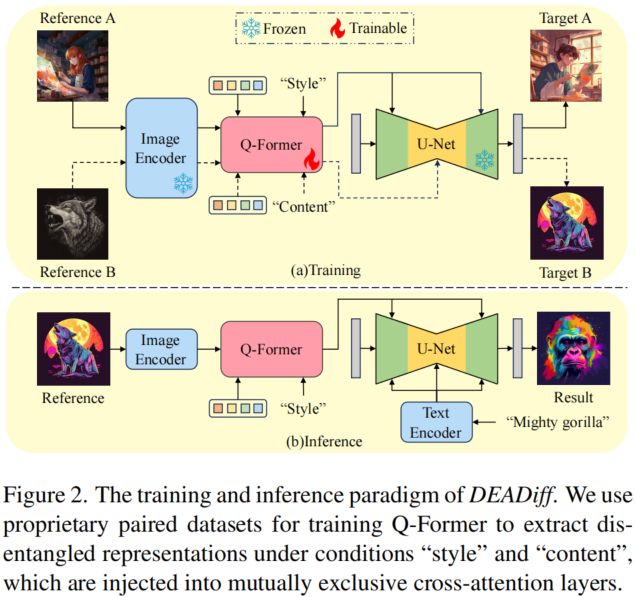 Reference A
Frozen
Trainable
Target A
"Style"
Image
Encoder
Q-Former
U-Net
"Content"
Reference B
(a)Training
Target B
Image
Encoder
Q-Former
U-Net
Reference
"Style"
Text
Encoder
"Mighty gorilla"
Result
(b)Inference
Figure 2. The training and inference paradigm of DEADiff. We use
proprietary paired datasets for training Q-Former to extract dis-
entangled representations under conditions "style" and "content",
which are injected into mutually exclusive cross-attention layers.